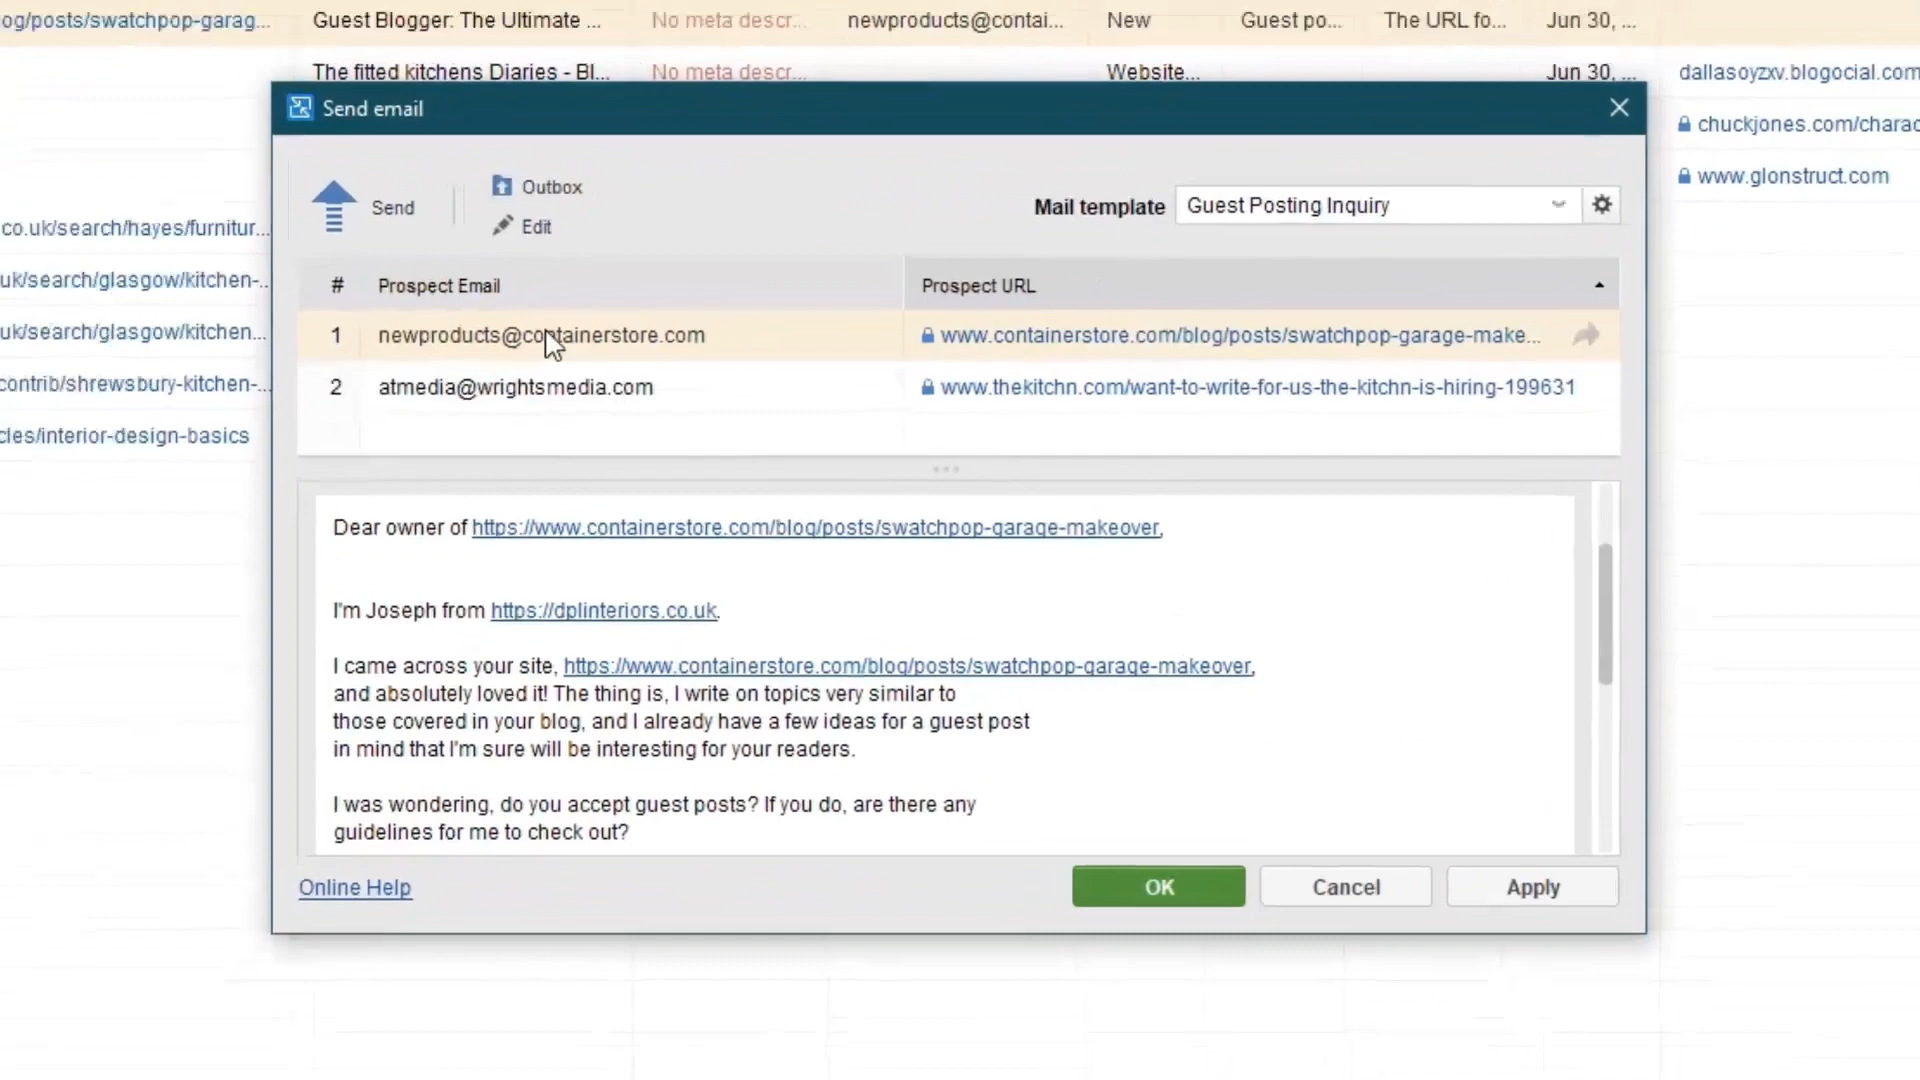 log/posts/swatchpop-garag... Guest Blogger: The Ultimate ... No meta descr... newproducts@contai... New Guest po... The URL fo... Jun 30, ...
The fitted kitchens Diaries - Bl... No meta descr... Website... Jun 30, ... dallasoyzxv.blogocial.com
Send email
chuckjones.com/charac
www.glonstruct.com
Send
Outbox
Edit
Mail template Guest Posting Inquiry
co.uk/search/hayes/furnitur...
uk/search/glasgow/kitchen-...
uk/search/glasgow/kitchen...
contrib/shrewsbury-kitchen-...
cles/interior-design-basics
# Prospect Email Prospect URL
1 newproducts@containerstore.com www.containerstore.com/blog/posts/swatchpop-garage-make...
2 atmedia@wrightsmedia.com www.thekitchn.com/want-to-write-for-us-the-kitchn-is-hiring-199631
Dear owner of https://www.containerstore.com/blog/posts/swatchpop-garage-makeover,
I'm Joseph from https://dplinteriors.co.uk.
I came across your site, https://www.containerstore.com/blog/posts/swatchpop-garage-makeover,
and absolutely loved it! The thing is, I write on topics very similar to
those covered in your blog, and I already have a few ideas for a guest post
in mind that I'm sure will be interesting for your readers.
I was wondering, do you accept guest posts? If you do, are there any
guidelines for me to check out?
Online Help
OK
Cancel
Apply